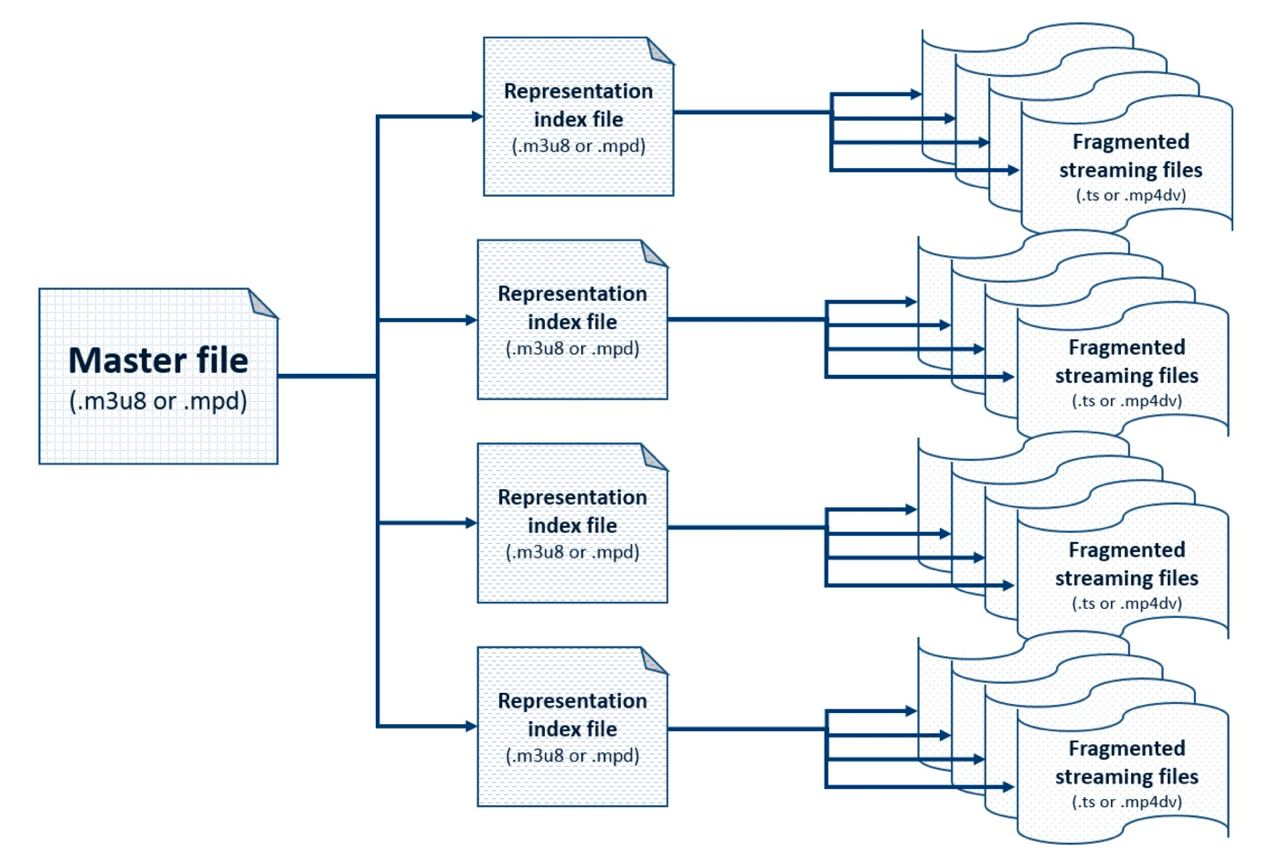 Representation
index file
(.m3u8 or .mpd)
Fragmented
streaming files
(.ts or .mp4dv)
Representation
index file
(.m3u8 or .mpd)
Fragmented
streaming files
(.ts or .mp4dv)
Master file
(.m3u8 or .mpd)
Representation
index file
(.m3u8 or .mpd)
Fragmented
streaming files
(.ts or .mp4dv)
Representation
index file
(.m3u8 or .mpd)
Fragmented
streaming files
(.ts or .mp4dv)